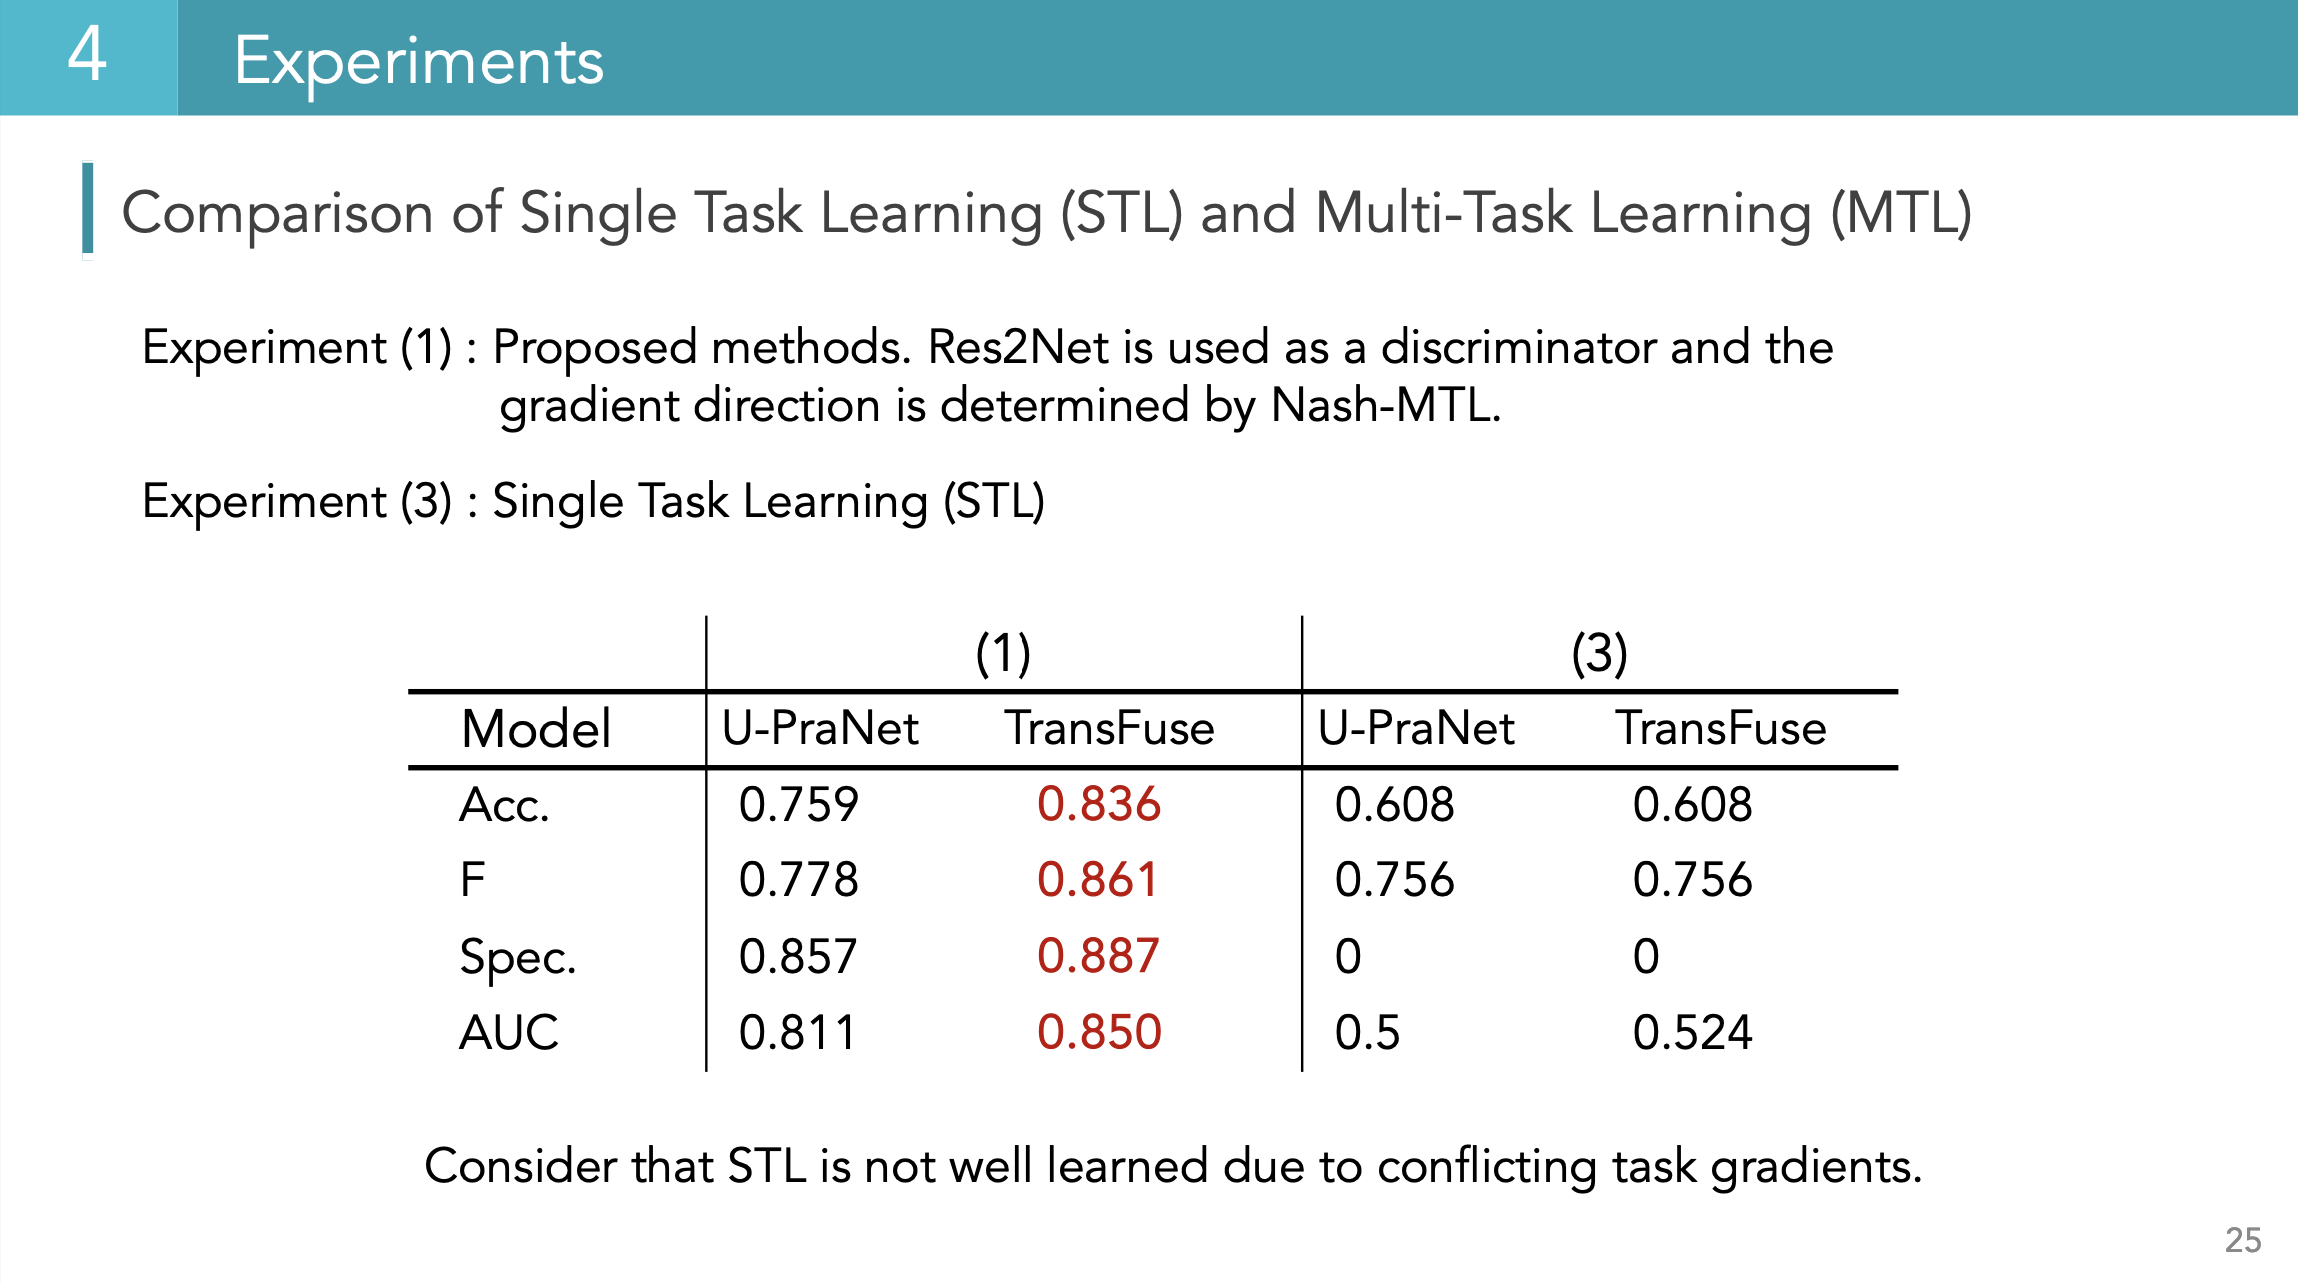 4 Experiments
Comparison of Single Task Learning (STL) and Multi-Task Learning (MTL)
Experiment (1) : Proposed methods. Res2Net is used as a discriminator and the
gradient direction is determined by Nash-MTL.
Experiment (3) : Single Task Learning (STL)
(1) (3)
Model U-PraNet TransFuse U-PraNet TransFuse
Acc. 0.759 0.836 0.608 0.608
F 0.778 0.861 0.756 0.756
Spec. 0.857 0.887 0 0
AUC 0.811 0.850 0.5 0.524
Consider that STL is not well learned due to conflicting task gradients.
25